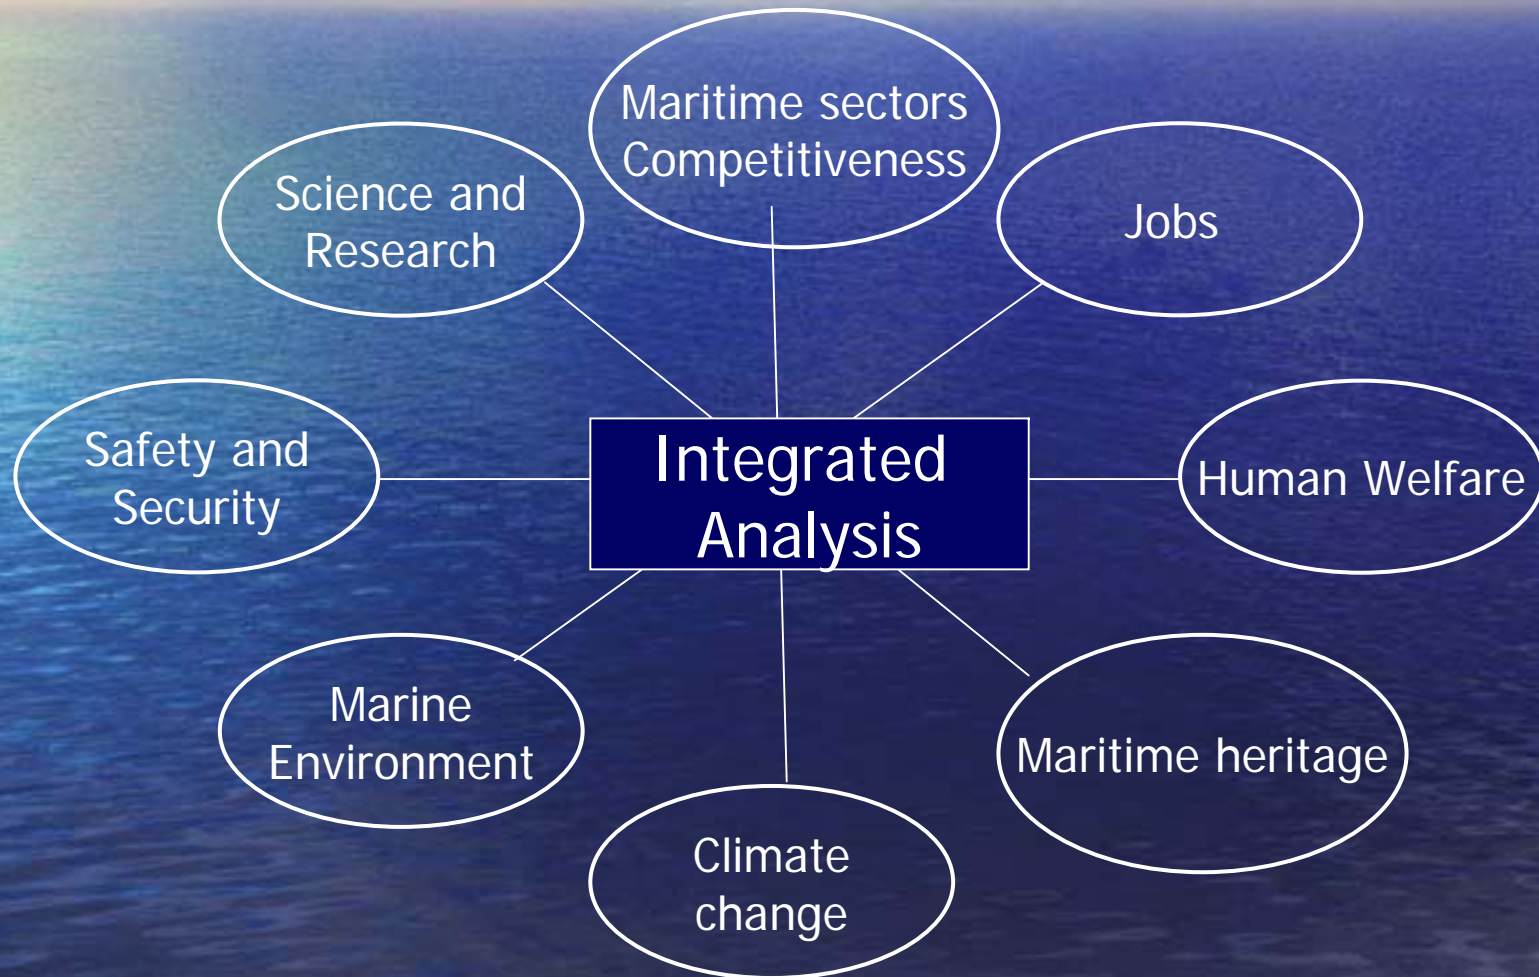 Maritime sectors
Competitiveness
Science and
Research
Jobs
Safety and
Security
Integrated
Analysis
Human Welfare
Marine
Environment
Maritime heritage
Climate
change